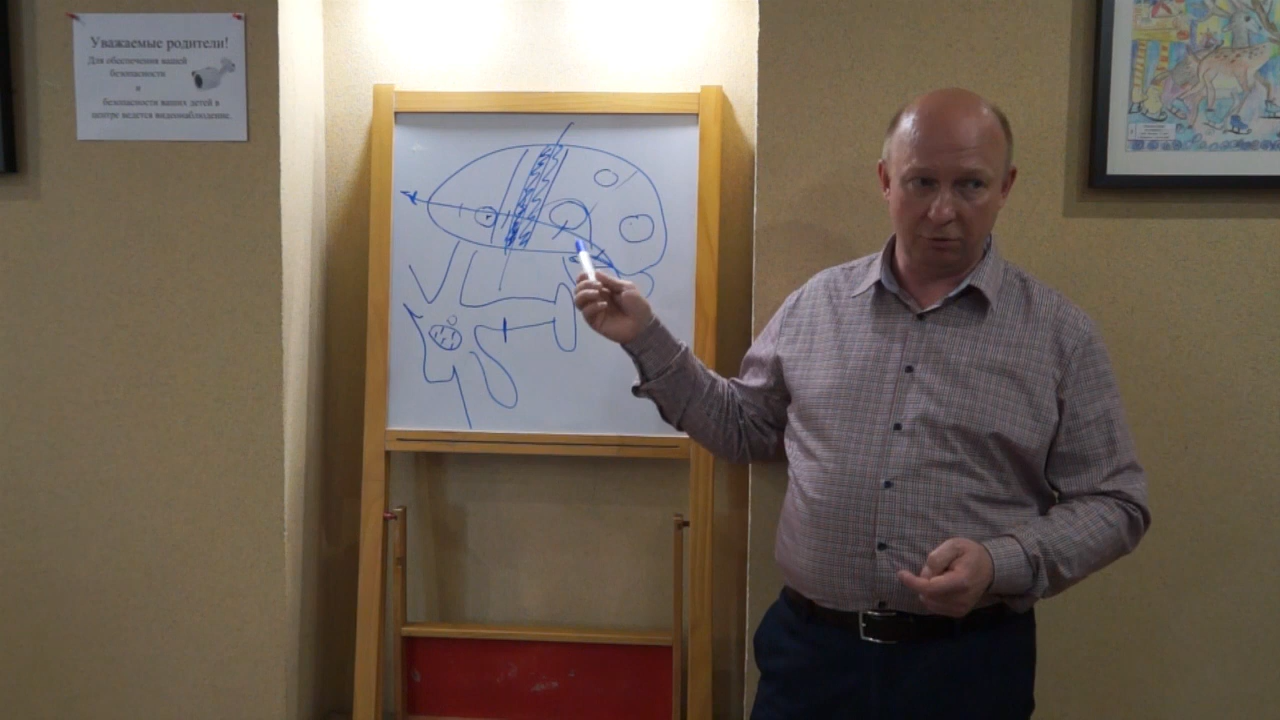 Уважаемые родители!
Для обеспечения вашей
безопасности
и
безопасности ваших детей в
центре ведется видеонаблюдение.